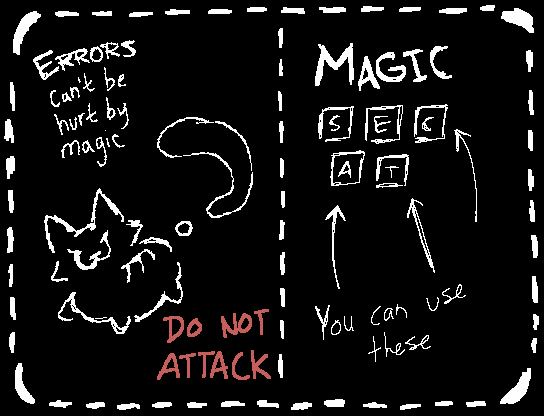 ERRORS
can't be
hurt by
magic
DO NOT
ATTACK
MAGIC
S E C
A T
You can use
these